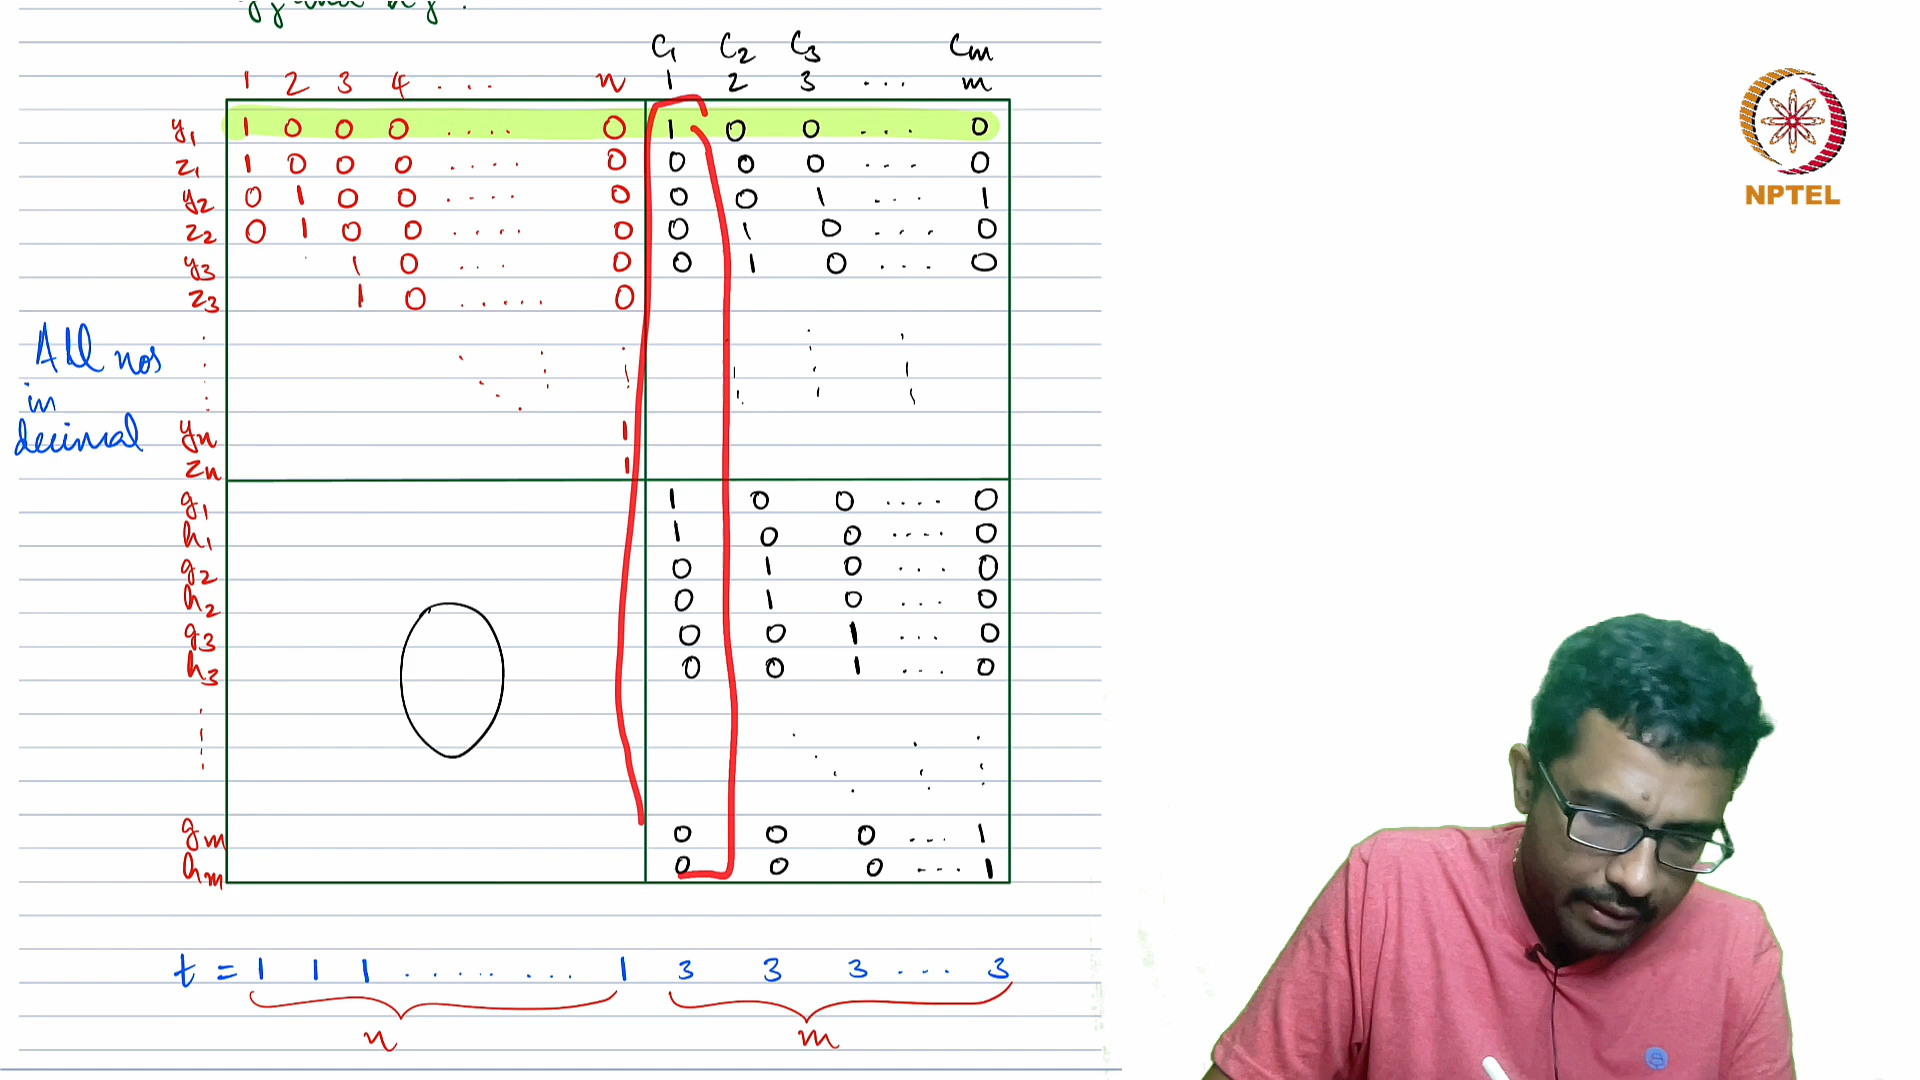 C1 C2 C3 Cm
1 2 3 4 .... n 1 2 3 ... m
y1 1 0 0 0 .... 0 1 0 0 ... 0
z1 1 0 0 0 .... 0 0 0 0 ... 0
y2 0 1 0 0 .... 0 0 0 1 ... 1
z2 0 1 0 0 .... 0 0 1 0 ... 0
y3 1 0 ... 0 0 1 0 ... 0
z3 1 0 ..... 0
yn 1
zn 1
g1 1 0 0 .... 0
h1 1 0 0 .... 0
g2 0 1 0 ... 0
h2 0 1 0 ... 0
g3 0 0 1 ... 0
h3 0 0 1 ... 0
gm 0 0 0 ... 1
hm 0 0 0 ... 1
All nos
in
decimal
t = 1 1 1 ......... 1 3 3 3 .... 3
n m
NPTEL